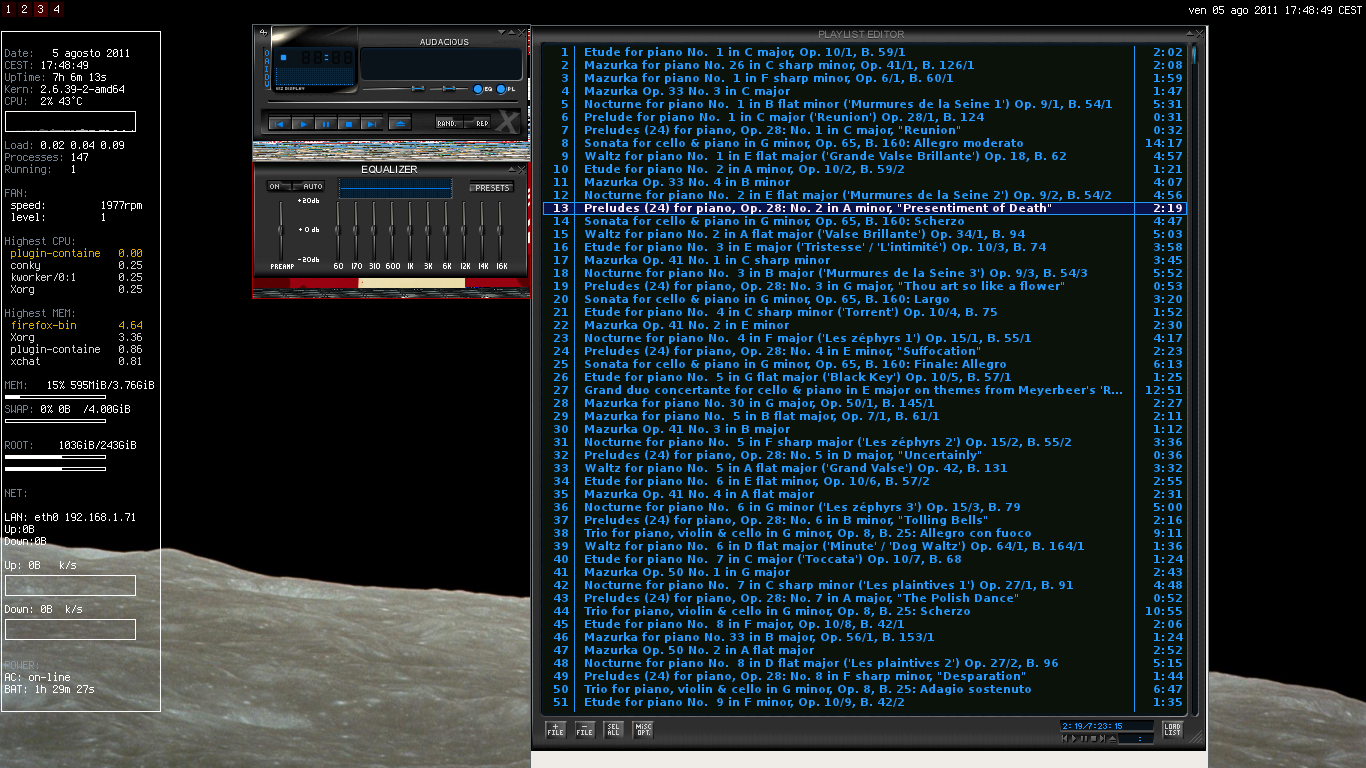 1 2 3 4
ven 05 ago 2011 17:48:49 CEST
Date: 5 agosto 2011
CEST: 17:48:49
UpTime: 7h 6m 13s
Kern: 2.6.39-2-amd64
CPU: 2% 43°C
Load: 0.02 0.04 0.09
Processes: 147
Running: 1
FAN:
speed: 1977rpm
level: 1
Highest CPU:
plugin-containe 0.00
conky 0.25
kworker/0:1 0.25
Xorg 0.25
Highest MEM:
firefox-bin 4.64
Xorg 3.36
plugin-containe 0.86
xchat 0.81
MEM: 15% 595MiB/3.76GiB
SWAP: 0% 0B /4.00GiB
ROOT: 103GiB/243GiB
NET:
LAN: eth0 192.168.1.71
Up:0B
Down:0B
Up: 0B k/s
Down: 0B k/s
POWER:
AC: on-line
BAT: 1h 29m 27s
AUDACIOUS
OAIDU
VIZ DISPLAY
EQ PL
RAND. REP
EQUALIZER
ON AUTO PRESETS
+20db
+0 db
-20db
PREAMP 60 170 310 600 1K 3K 6K 12K 14K 16K
PLAYLIST EDITOR
1 Etude for piano No. 1 in C major, Op. 10/1, B. 59/1 2:02
2 Mazurka for piano No. 26 in C sharp minor, Op. 41/1, B. 126/1 2:08
3 Mazurka for piano No. 1 in F sharp minor, Op. 6/1, B. 60/1 1:59
4 Mazurka Op. 33 No. 3 in C major 1:47
5 Nocturne for piano No. 1 in B flat minor ('Murmures de la Seine 1') Op. 9/1, B. 54/1 5:31
6 Prelude for piano No. 1 in C major ('Reunion') Op. 28/1, B. 124 0:31
7 Preludes (24) for piano, Op. 28: No. 1 in C major, "Reunion" 0:32
8 Sonata for cello & piano in G minor, Op. 65, B. 160: Allegro moderato 14:17
9 Waltz for piano No. 1 in E flat major ('Grande Valse Brillante') Op. 18, B. 62 4:57
10 Etude for piano No. 2 in A minor, Op. 10/2, B. 59/2 1:21
11 Mazurka Op. 33 No. 4 in B minor 4:07
12 Nocturne for piano No. 2 in E flat major ('Murmures de la Seine 2') Op. 9/2, B. 54/2 4:56
13 Preludes (24) for piano, Op. 28: No. 2 in A minor, "Presentiment of Death" 2:19
14 Sonata for cello & piano in G minor, Op. 65, B. 160: Scherzo 4:47
15 Waltz for piano No. 2 in A flat major ('Valse Brillante') Op. 34/1, B. 94 5:03
16 Etude for piano No. 3 in E major ('Tristesse' / 'L'intimité') Op. 10/3, B. 74 3:58
17 Mazurka Op. 41 No. 1 in C sharp minor 3:45
18 Nocturne for piano No. 3 in B major ('Murmures de la Seine 3') Op. 9/3, B. 54/3 5:52
19 Preludes (24) for piano, Op. 28: No. 3 in G major, "Thou art so like a flower" 0:53
20 Sonata for cello & piano in G minor, Op. 65, B. 160: Largo 3:20
21 Etude for piano No. 4 in C sharp minor ('Torrent') Op. 10/4, B. 75 1:52
22 Mazurka Op. 41 No. 2 in E minor 2:30
23 Nocturne for piano No. 4 in F major ('Les zéphyrs 1') Op. 15/1, B. 55/1 4:17
24 Preludes (24) for piano, Op. 28: No. 4 in E minor, "Suffocation" 2:23
25 Sonata for cello & piano in G minor, Op. 65, B. 160: Finale: Allegro 6:13
26 Etude for piano No. 5 in G flat major ('Black Key') Op. 10/5, B. 57/1 1:25
27 Grand duo concertante for cello & piano in E major on themes from Meyerbeer's 'R... 12:51
28 Mazurka for piano No. 30 in G major, Op. 50/1, B. 145/1 2:27
29 Mazurka for piano No. 5 in B flat major, Op. 7/1, B. 61/1 2:11
30 Mazurka Op. 41 No. 3 in B major 1:12
31 Nocturne for piano No. 5 in F sharp major ('Les zéphyrs 2') Op. 15/2, B. 55/2 3:36
32 Preludes (24) for piano, Op. 28: No. 5 in D major, "Uncertainly" 0:36
33 Waltz for piano No. 5 in A flat major ('Grand Valse') Op. 42, B. 131 3:32
34 Etude for piano No. 6 in E flat minor, Op. 10/6, B. 57/2 2:55
35 Mazurka Op. 41 No. 4 in A flat major 2:31
36 Nocturne for piano No. 6 in G minor ('Les zéphyrs 3') Op. 15/3, B. 79 5:00
37 Preludes (24) for piano, Op. 28: No. 6 in B minor, "Tolling Bells" 2:16
38 Trio for piano, violin & cello in G minor, Op. 8, B. 25: Allegro con fuoco 9:11
39 Waltz for piano No. 6 in D flat major ('Minute' / 'Dog Waltz') Op. 64/1, B. 164/1 1:36
40 Etude for piano No. 7 in C major ('Toccata') Op. 10/7, B. 68 1:24
41 Mazurka Op. 50 No. 1 in G major 2:43
42 Nocturne for piano No. 7 in C sharp minor ('Les plaintives 1') Op. 27/1, B. 91 4:48
43 Preludes (24) for piano, Op. 28: No. 7 in A major, "The Polish Dance" 0:52
44 Trio for piano, violin & cello in G minor, Op. 8, B. 25: Scherzo 10:55
45 Etude for piano No. 8 in F major, Op. 10/8, B. 42/1 2:06
46 Mazurka for piano No. 33 in B major, Op. 56/1, B. 153/1 1:24
47 Mazurka Op. 50 No. 2 in A flat major 2:52
48 Nocturne for piano No. 8 in D flat major ('Les plaintives 2') Op. 27/2, B. 96 5:15
49 Preludes (24) for piano, Op. 28: No. 8 in F sharp minor, "Desparation" 1:44
50 Trio for piano, violin & cello in G minor, Op. 8, B. 25: Adagio sostenuto 6:47
51 Etude for piano No. 9 in F minor, Op. 10/9, B. 42/2 1:35
+ FILE - FILE SEL ALL MISC OPT.
2:19/7:23:15
LOAD LIST